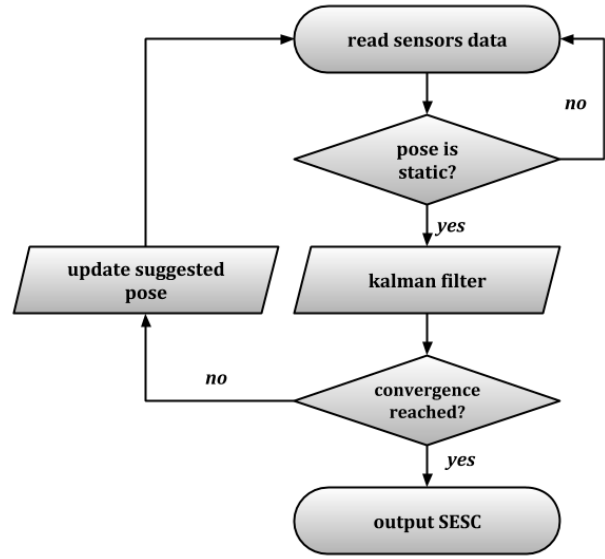 read sensors data
no
pose is
static?
yes
update suggested
pose
kalman filter
no
convergence
reached?
yes
output SESC